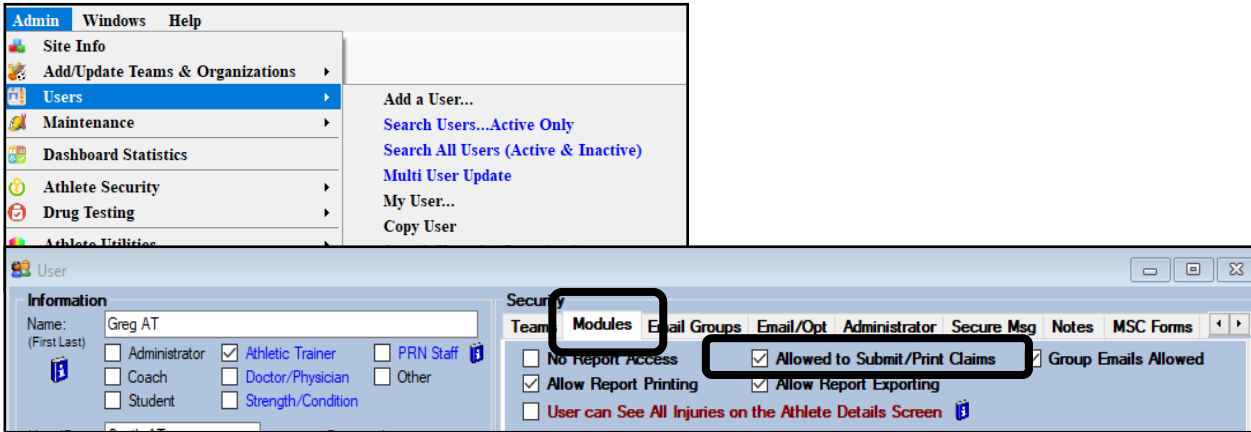 Admin Windows Help
Site Info
Add/Update Teams & Organizations
Users
Maintenance
Dashboard Statistics
Athlete Security
Drug Testing
Athlete Utilities
Add a User...
Search Users...Active Only
Search All Users (Active & Inactive)
Multi User Update
My User...
Copy User
User
Information
Name:
(First Last)
Greg AT
Administrator Athletic Trainer PRN Staff
Coach Doctor/Physician Other
Student Strength/Condition
Security
Teams Modules Email Groups Email/Opt Administrator Secure Msg Notes MSC Forms
No Report Access Allowed to Submit/Print Claims Group Emails Allowed
Allow Report Printing Allow Report Exporting
User can See All Injuries on the Athlete Details Screen